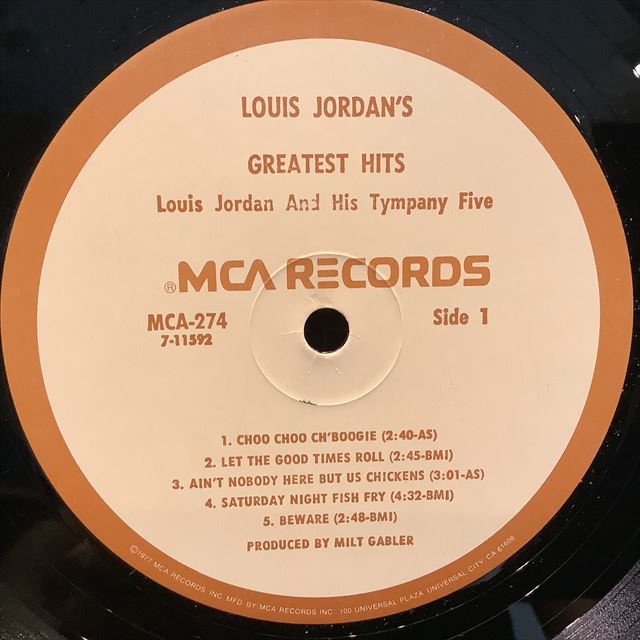 LOUIS JORDAN'S
GREATEST HITS
Louis Jordan And His Tympany Five
®MCA RECORDS
MCA-274
Side 1
7-11592
1. CHOO CHOO CH'BOOGIE (2:40-AS)
2. LET THE GOOD TIMES ROLL (2:45-BMI)
3. AIN'T NOBODY HERE BUT US CHICKENS (3:01-AS)
4. SATURDAY NIGHT FISH FRY (4:32-BMI)
5. BEWARE (2:48-BMI)
PRODUCED BY MILT GABLER
©1977 MCA RECORDS INC. MFD. BY MCA RECORDS INC. 100 UNIVERSAL PLAZA UNIVERSAL CITY, CA 61608